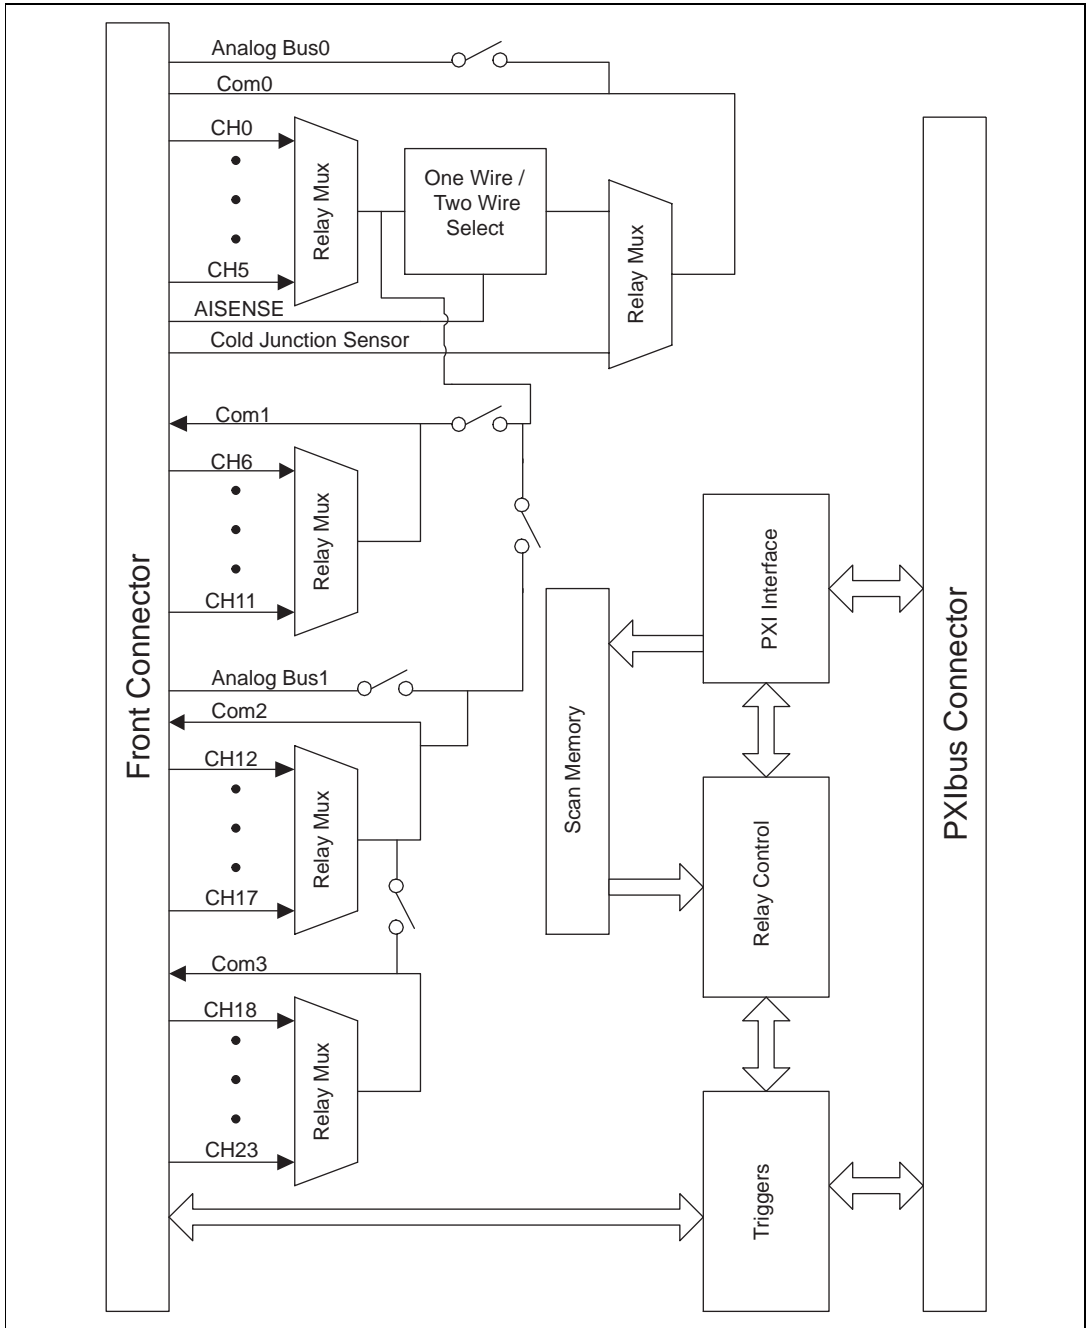 Front Connector
Analog Bus0
Com0
CH0
Relay Mux
CH5
One Wire /
Two Wire
Select
Relay Mux
AISENSE
Cold Junction Sensor
Com1
CH6
Relay Mux
CH11
Analog Bus1
Com2
CH12
Relay Mux
CH17
Com3
CH18
Relay Mux
CH23
Scan Memory
PXI Interface
Relay Control
Triggers
PXIbus Connector